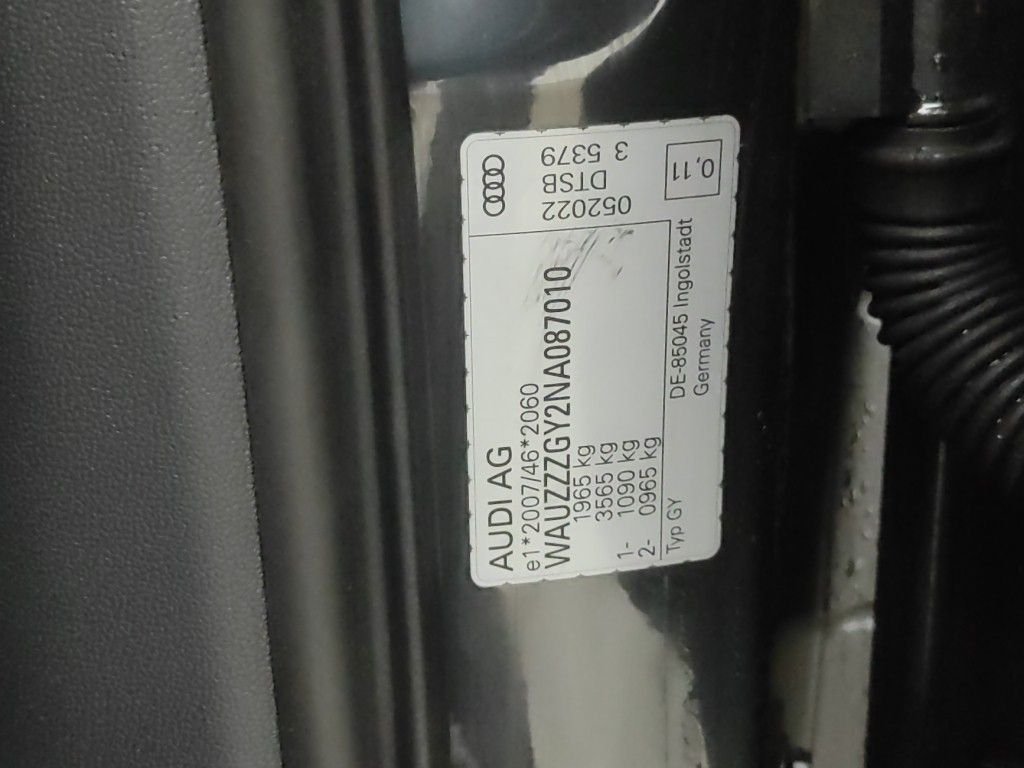 AUDI AG
e1*2007/46*2060
WAUZZZGY2NA087010
1965 kg
3565 kg
1- 1090 kg
2- 0965 kg
Typ GY
DE-85045 Ingolstadt
Germany
052022
DTSB
3 5379
0,11